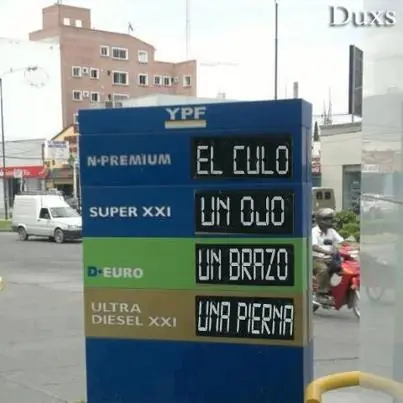 Duxs
YPF
N-PREMIUM EL CULO
SUPER XXI UN OJO
D-EURO UN BRAZO
ULTRA
DIESEL XXI UNA PIERNA